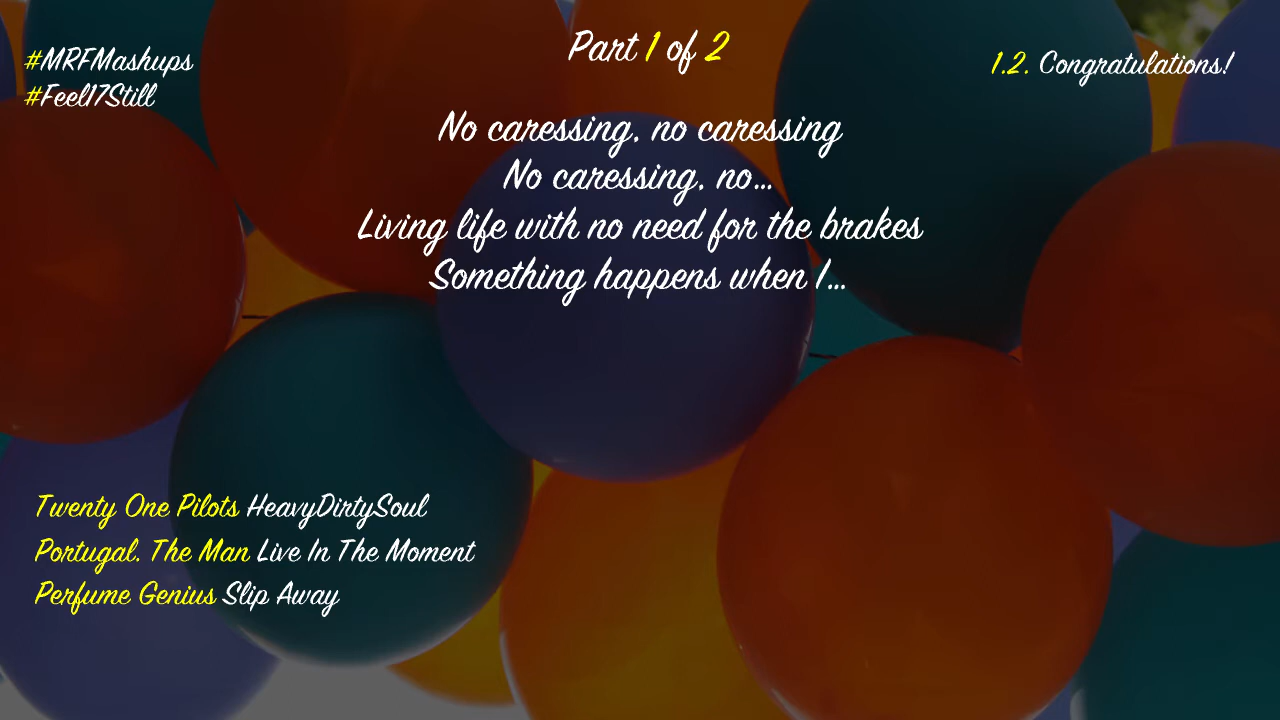 #MRFMashups
#Feel17Still
Part 1 of 2
1.2. Congratulations!
No caressing, no caressing
No caressing, no...
Living life with no need for the brakes
Something happens when I...
Twenty One Pilots HeavyDirtySoul
Portugal. The Man Live In The Moment
Perfume Genius Slip Away